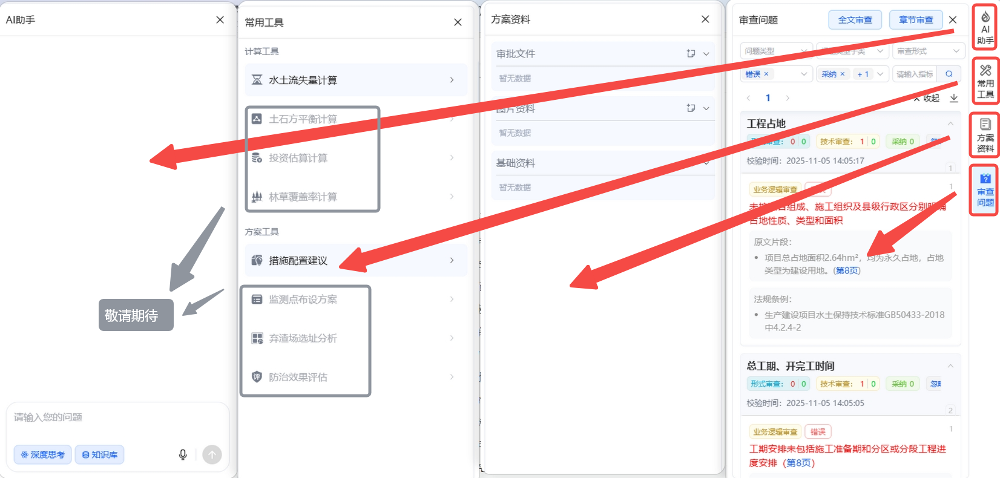 AI助手
请输入您的问题
深度思考
知识库
敬请期待
常用工具
计算工具
水土流失量计算
土石方平衡计算
投资估算计算
林草覆盖率计算
方案工具
措施配置建议
监测点布设方案
弃渣场选址分析
防治效果评估
方案资料
审批文件
暂无数据
图片资料
暂无数据
基础资料
暂无数据
审查问题
全文审查
章节审查
问题类型
审查形式
错误 ×
采纳 ×
+ 1
请输入指标
1
收起
工程占地
审查： 0 0
技术审查： 1 0
采纳 0
校验时间：2025-11-05 14:05:17
1
业务逻辑审查
1
组成、施工组织及县级行政区分别
占地性质、类型和面积
原文片段：
项目总占地面积2.64hm²，均为永久占地，占地
类型为建设用地。(第8页)
法规条例：
生产建设项目水土保持技术标准GB50433-2018
中4.2.4-2
总工期、开完工时间
形式审查： 0 0
技术审查： 1 0
采纳 0
校验时间：2025-11-05 14:05:05
2
业务逻辑审查
错误
1
工期安排未包括施工准备期和分区或分段工程进
度安排（第8页）
AI
助手
常用
工具
方案
资料
审查
问题